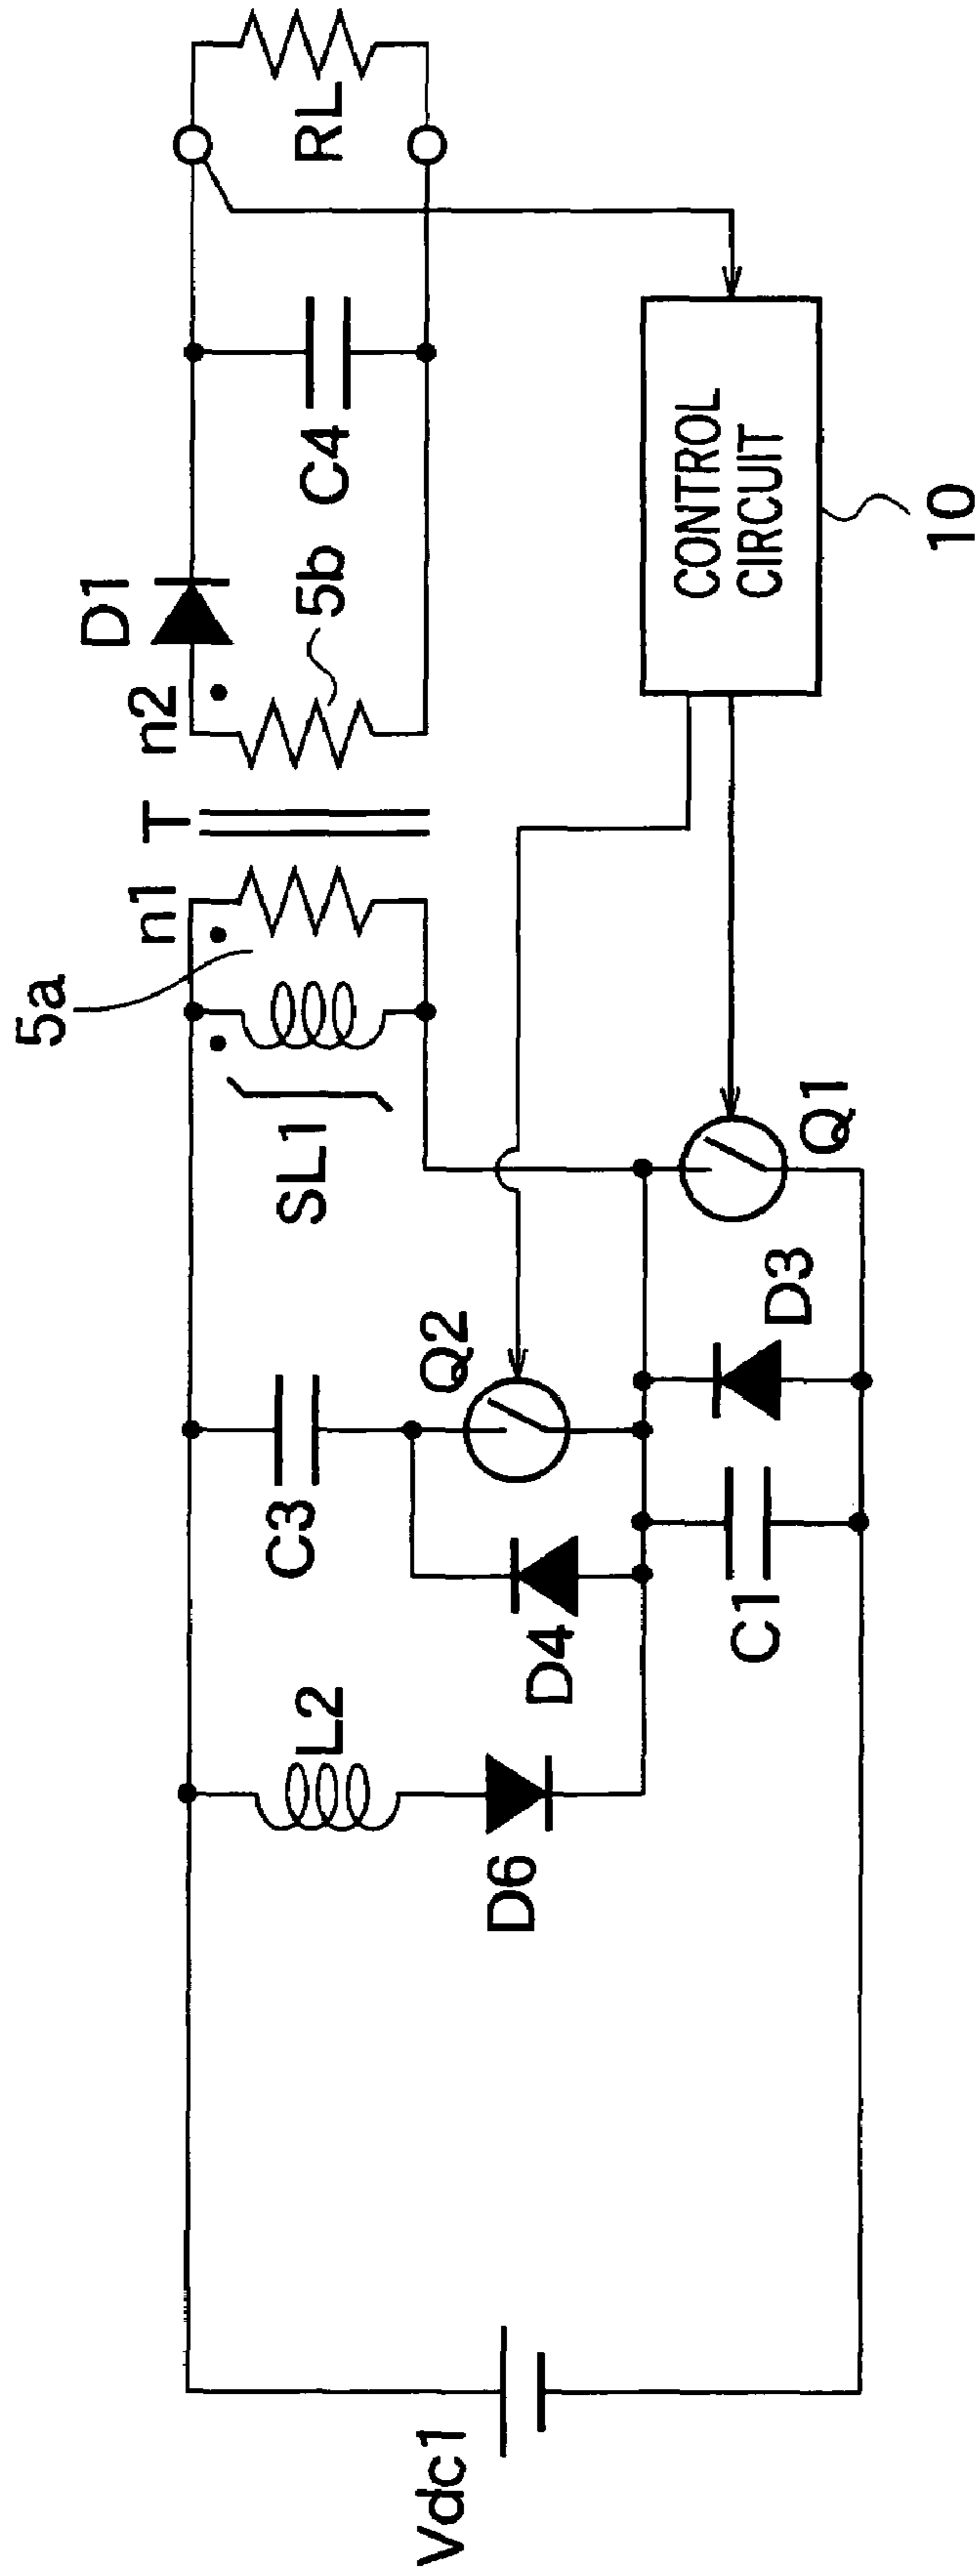 Vdc1
L2
D6
C3
D4
Q2
C1
D3
Q1
SL1
5a
n1
T
n2
5b
D1
C4
RL
CONTROL
CIRCUIT
10